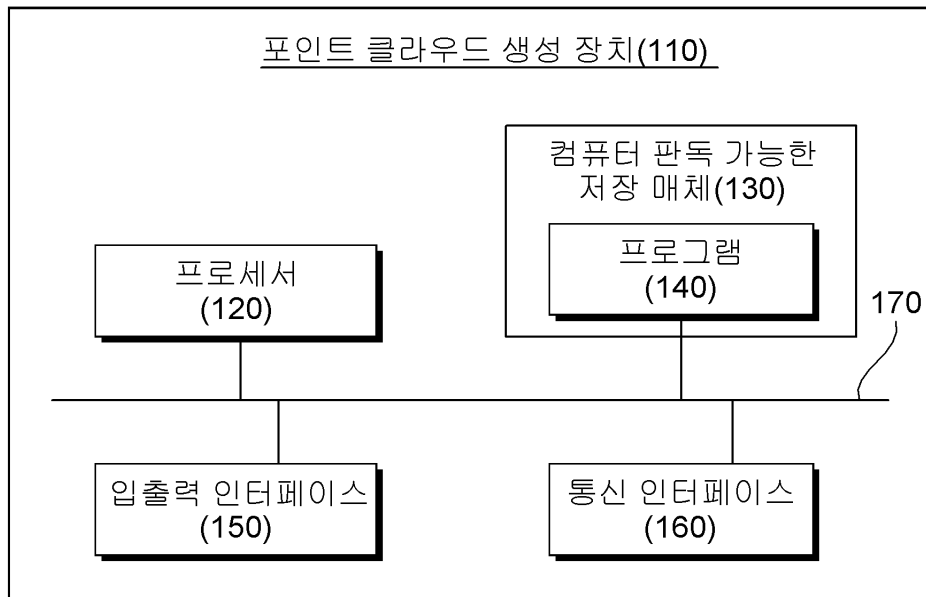 포인트 클라우드 생성 장치(110)
컴퓨터 판독 가능한
저장 매체(130)
프로그램
(140)
프로세서
(120)
170
입출력 인터페이스
(150)
통신 인터페이스
(160)